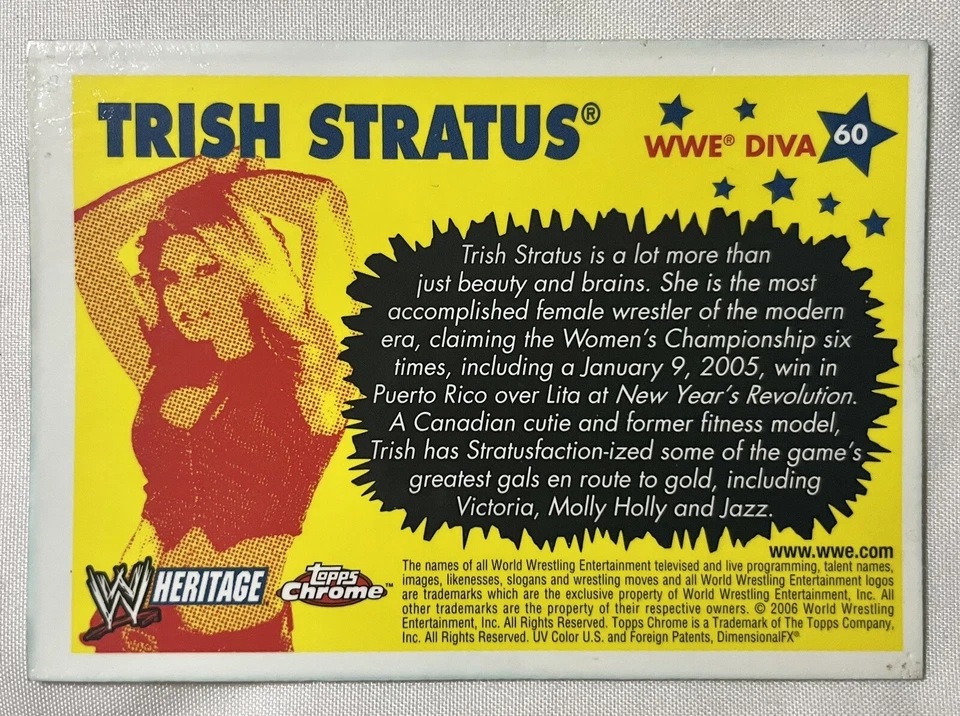 TRISH STRATUS®
WWE® DIVA 60
Trish Stratus is a lot more than
just beauty and brains. She is the most
accomplished female wrestler of the modern
era, claiming the Women's Championship six
times, including a January 9, 2005, win in
Puerto Rico over Lita at New Year's Revolution.
A Canadian cutie and former fitness model,
Trish has Stratusfaction-ized some of the game's
greatest gals en route to gold, including
Victoria, Molly Holly and Jazz.
www.wwe.com
W HERITAGE
topps
Chrome™
The names of all World Wrestling Entertainment televised and live programming, talent names,
images, likenesses, slogans and wrestling moves and all World Wrestling Entertainment logos
are trademarks which are the exclusive property of World Wrestling Entertainment, Inc. All
other trademarks are the property of their respective owners. © 2006 World Wrestling
Entertainment, Inc. All Rights Reserved. Topps Chrome is a Trademark of The Topps Company,
Inc. All Rights Reserved. UV Color U.S. and Foreign Patents, DimensionalFX®